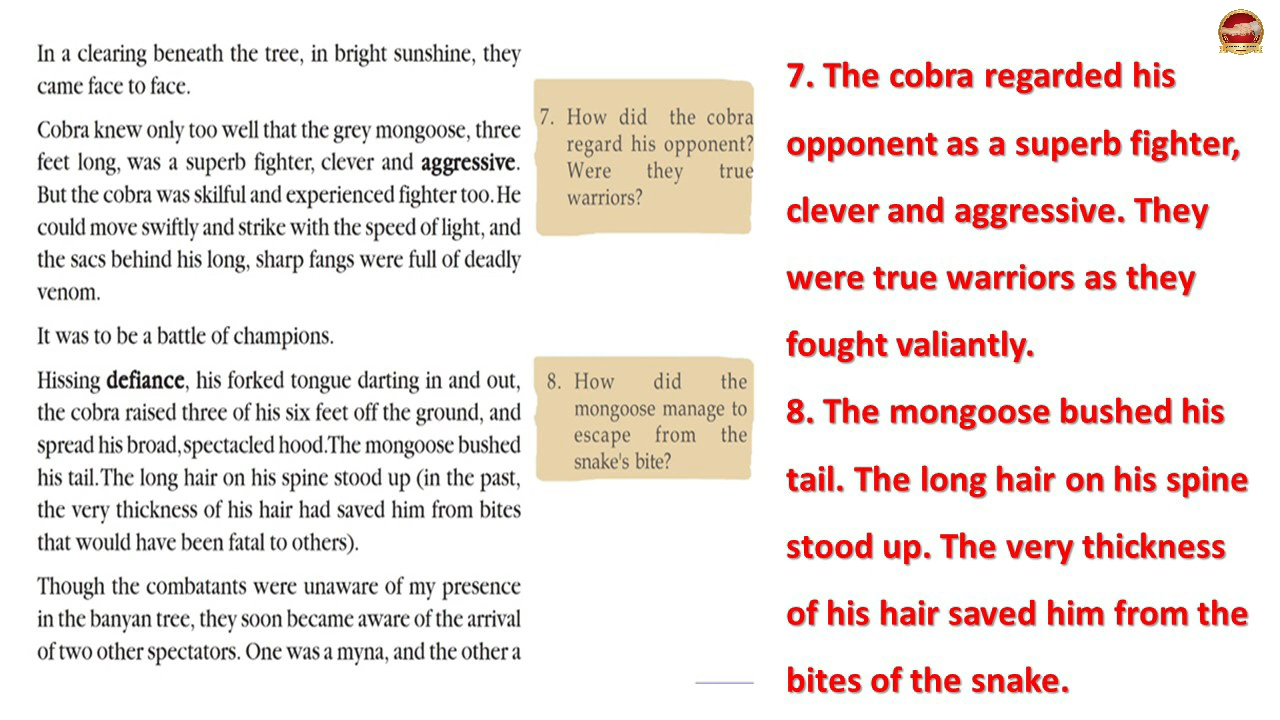 In a clearing beneath the tree, in bright sunshine, they
came face to face.
Cobra knew only too well that the grey mongoose, three
feet long, was a superb fighter, clever and aggressive.
But the cobra was skilful and experienced fighter too. He
could move swiftly and strike with the speed of light, and
the sacs behind his long, sharp fangs were full of deadly
venom.
It was to be a battle of champions.
Hissing defiance, his forked tongue darting in and out,
the cobra raised three of his six feet off the ground, and
spread his broad, spectacled hood. The mongoose bushed
his tail. The long hair on his spine stood up (in the past,
the very thickness of his hair had saved him from bites
that would have been fatal to others).
Though the combatants were unaware of my presence
in the banyan tree, they soon became aware of the arrival
of two other spectators. One was a myna, and the other a
7. How did the cobra
regard his opponent?
Were they true
warriors?
8. How did the
mongoose manage to
escape from the
snake's bite?
7. The cobra regarded his
opponent as a superb fighter,
clever and aggressive. They
were true warriors as they
fought valiantly.
8. The mongoose bushed his
tail. The long hair on his spine
stood up. The very thickness
of his hair saved him from the
bites of the snake.